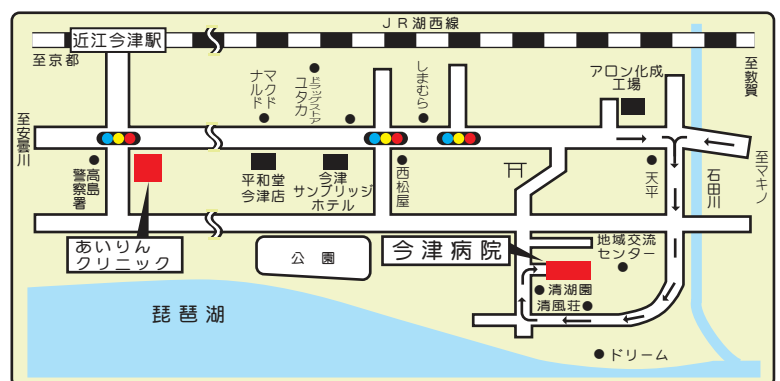 JR湖西線
近江今津駅
至京都
至敦賀
アロン化成
工場
マクド
ナルド
ドラッグストア
ユタカ
しまむら
至安曇川
至マキノ
高島
警察署
平和堂
今津店
今津
サンブリッジ
ホテル
西松屋
天平
石田川
あいりん
クリニック
公園
今津病院
地域交流
センター
清湖園
清風荘
琵琶湖
ドリーム